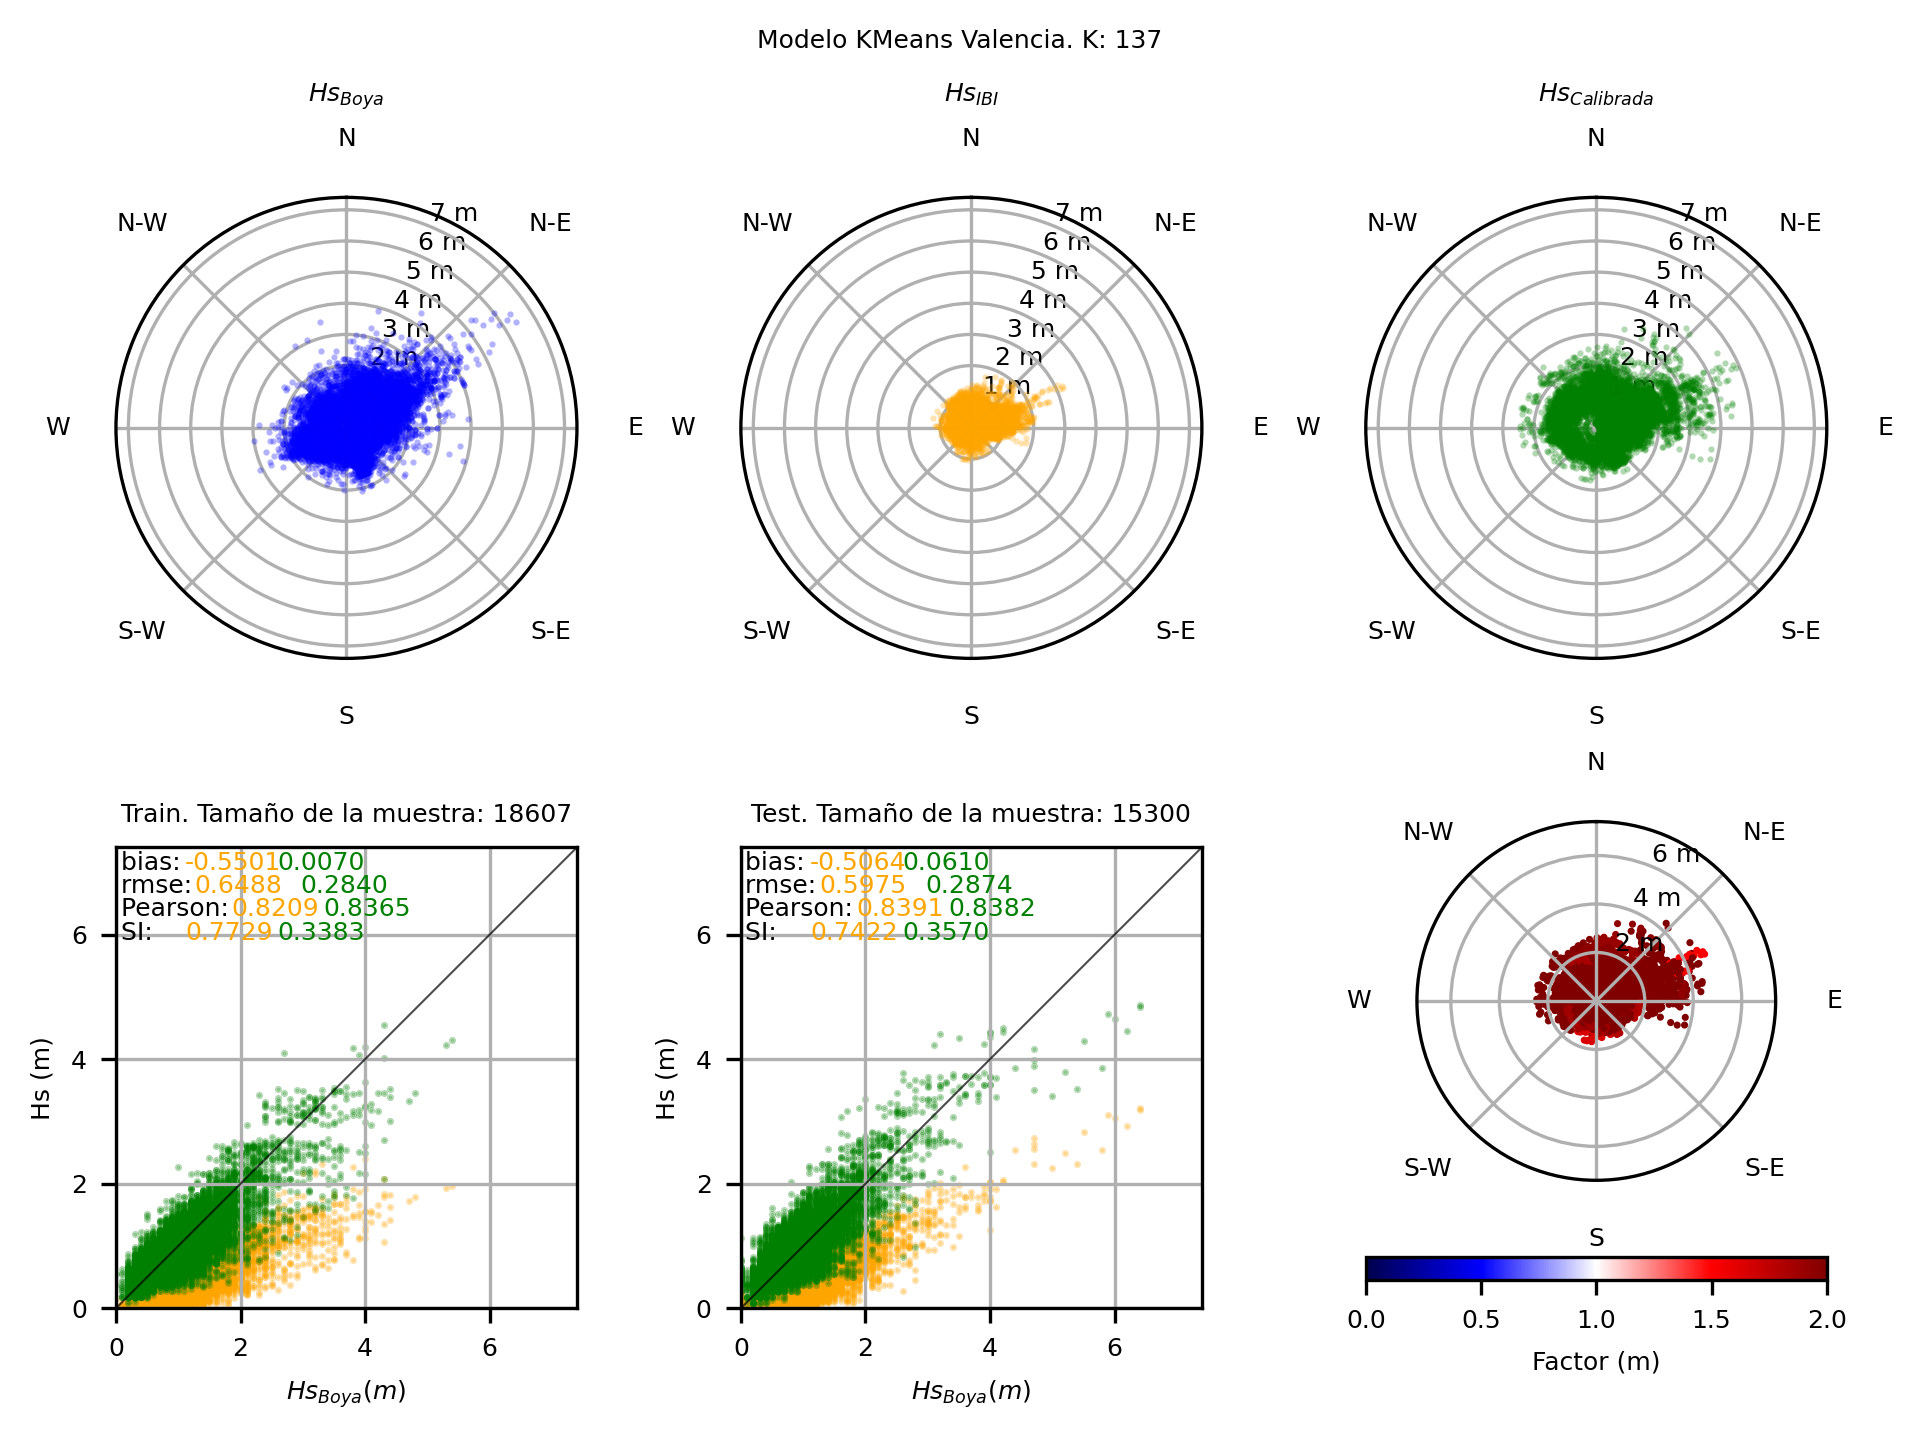 Modelo KMeans Valencia. K: 137
Hs_Boya
Hs_IBI
Hs_Calibrada
N
N
N
N-W
7 m
N-E
N-W
7 m
N-E
N-W
7 m
N-E
6 m
6 m
6 m
5 m
5 m
5 m
4 m
4 m
4 m
3 m
3 m
3 m
2 m
2 m
2 m
1 m
m
W
E
W
E
W
E
S-W
S-E
S-W
S-E
S-W
S-E
S
S
S
Train. Tamaño de la muestra: 18607
bias: -0.5501 0.0070
rmse: 0.6488 0.2840
Pearson: 0.8209 0.8365
SI: 0.7729 0.3383
6
4
2
0
Hs (m)
0 2 4 6
Hs_Boya(m)
Test. Tamaño de la muestra: 15300
bias: -0.5064 0.0610
rmse: 0.5975 0.2874
Pearson: 0.8391 0.8382
SI: 0.7422 0.3570
6
4
2
0
Hs (m)
0 2 4 6
Hs_Boya(m)
N
N-W
N-E
6 m
4 m
2 m
W
E
S-W
S-E
S
0.0 0.5 1.0 1.5 2.0
Factor (m)